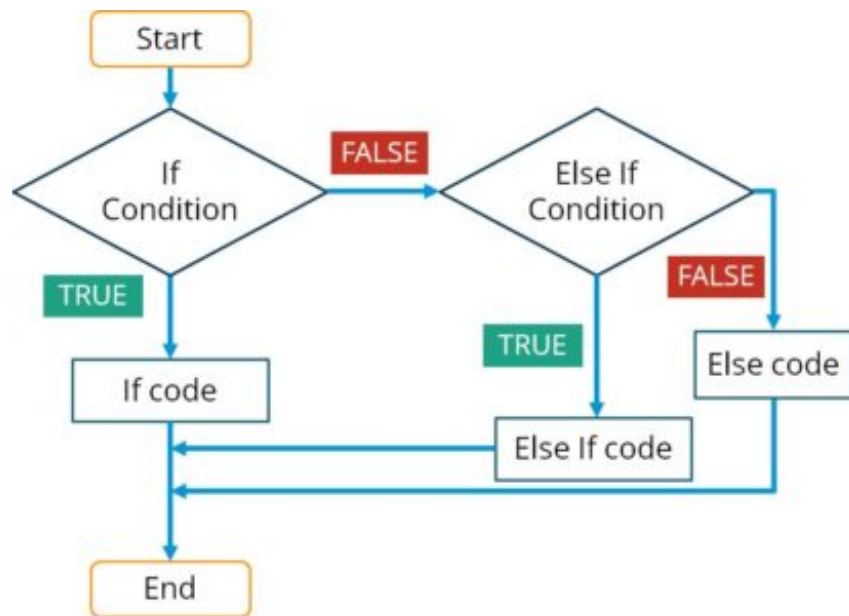 Start
If
Condition
FALSE
Else If
Condition
TRUE
FALSE
TRUE
Else code
If code
Else If code
End